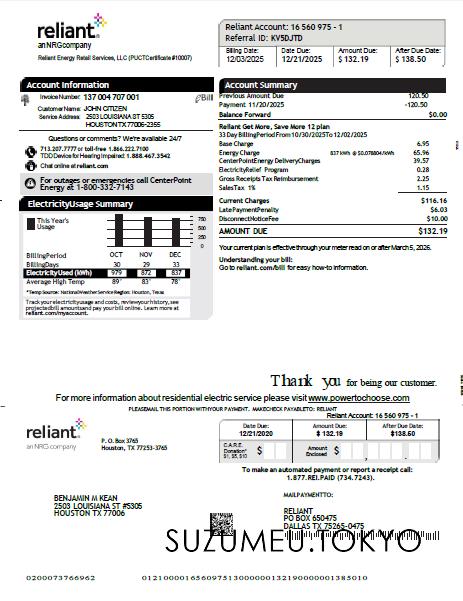 reliant
an NRG company
Reliant Energy Retail Services, LLC (PUCT Certificate #10007)
Reliant Account: 16 560 975 - 1
Referral ID: KV5DJTD
Billing Date: Date Due: Amount Due: After Due Date:
12/03/2025 12/21/2025 $ 132.19 $ 138.50
Account Information
Invoice Number: 137 004 707 001
eBill
Customer Name: JOHN CITIZEN
Service Address: 2503 LOUISIANA ST 5305
HOUSTON TX 77006-2355
Questions or comments? We're available 24/7
713.207.7777 or toll-free 1.866.222.7100
TDD Device for Hearing Impaired: 1.888.467.3542
Chat online at reliant.com
For outages or emergencies call CenterPoint
Energy at 1-800-332-7143
Electricity Usage Summary
This Year's
Usage
750
500
250
0
Billing Period OCT NOV DEC
Billing Days 30 29 33
Electricity Used (kWh) 979 872 837
Average High Temp 89° 83° 78°
*Temp Source: National Weather Service Region: Houston, Texas
Track your electricity usage and costs, review your history, see
projected bill amounts and pay your bill online. Learn more at
reliant.com/myaccount.
Account Summary
Previous Amount Due 120.50
Payment 11/20/2025 -120.50
Balance Forward $0.00
Reliant Get More, Save More 12 plan
33 Day Billing Period From 10/30/2025 To 12/02/2025
Base Charge 6.95
Energy Charge 837 kWh @ $0.078804/kWh 65.96
CenterPoint Energy Delivery Charges 39.57
Electricity Relief Program 0.28
Gross Receipts Tax Reimbursement 2.25
Sales Tax 1% 1.15
Current Charges $116.16
Late Payment Penalty $6.03
Disconnect Notice Fee $10.00
AMOUNT DUE $132.19
Your current plan is effective through your meter read on or after March 5, 2026.
Understanding your bill:
Go to reliant.com/bill for easy how-to information.
Thank you for being our customer.
For more information about residential electric service please visit www.powertochoose.com
PLEASE MAIL THIS PORTION WITH YOUR PAYMENT. MAKE CHECK PAYABLE TO: RELIANT
Reliant Account: 16 560 975 - 1
reliant
an NRG company
P. O. Box 3765
Houston, TX 77253-3765
Date Due: Amount Due: After Due Date:
12/21/2020 $ 132.19 $138.50
C.A.R.E.
Donation*
$1, $5, $10
$
Amount
Enclosed
$
To make an automated payment or report a receipt call:
1.877.REI.PAID (734.7243).
BENJAMIN M KEAN
2503 LOUISIANA ST #5305
HOUSTON TX 77006
MAIL PAYMENT TO:
RELIANT
PO BOX 650475
DALLAS TX 75265-0475
SUZUMEU.TOKYO
0200073766962 0121000016560975130000001321900000001385010